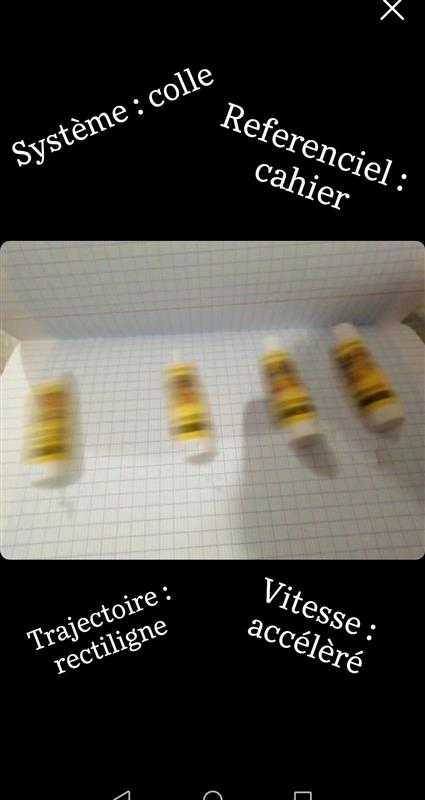 Système : colle
Referenciel :
cahier
Trajectoire :
rectiligne
Vitesse :
accélèré